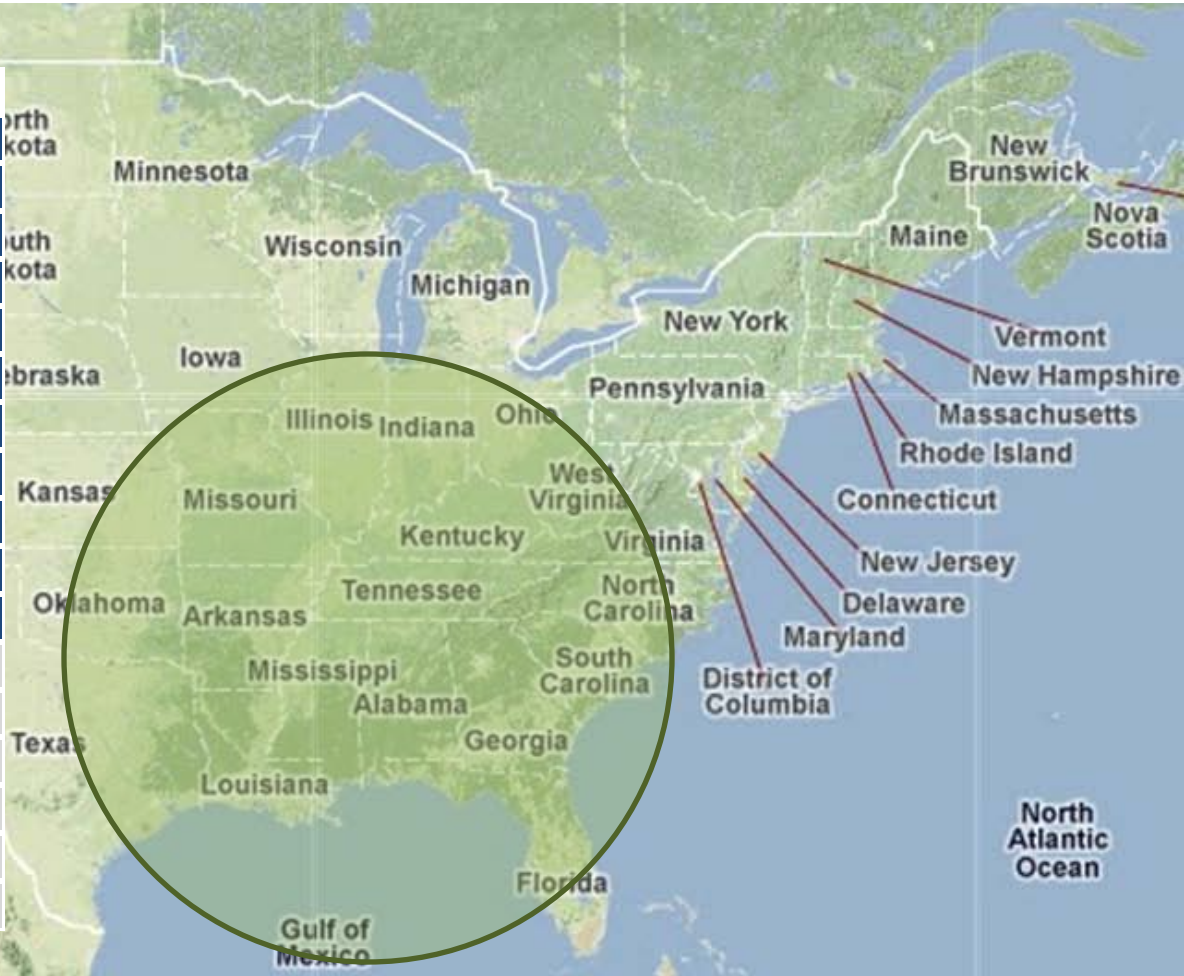 orth
kota
Minnesota
New
Brunswick
Nova
Scotia
Maine
outh
kota
Wisconsin
Michigan
New York
Vermont
Iowa
ebraska
Pennsylvania
New Hampshire
Illinois
Indiana
Ohio
Massachusetts
Rhode Island
Kansas
Missouri
West
Virginia
Connecticut
Kentucky
Virginia
New Jersey
Oklahoma
Arkansas
Tennessee
North
Carolina
Delaware
Maryland
Mississippi
South
Carolina
District of
Columbia
Alabama
Texas
Georgia
Louisiana
North
Atlantic
Ocean
Florida
Gulf of
Mexico